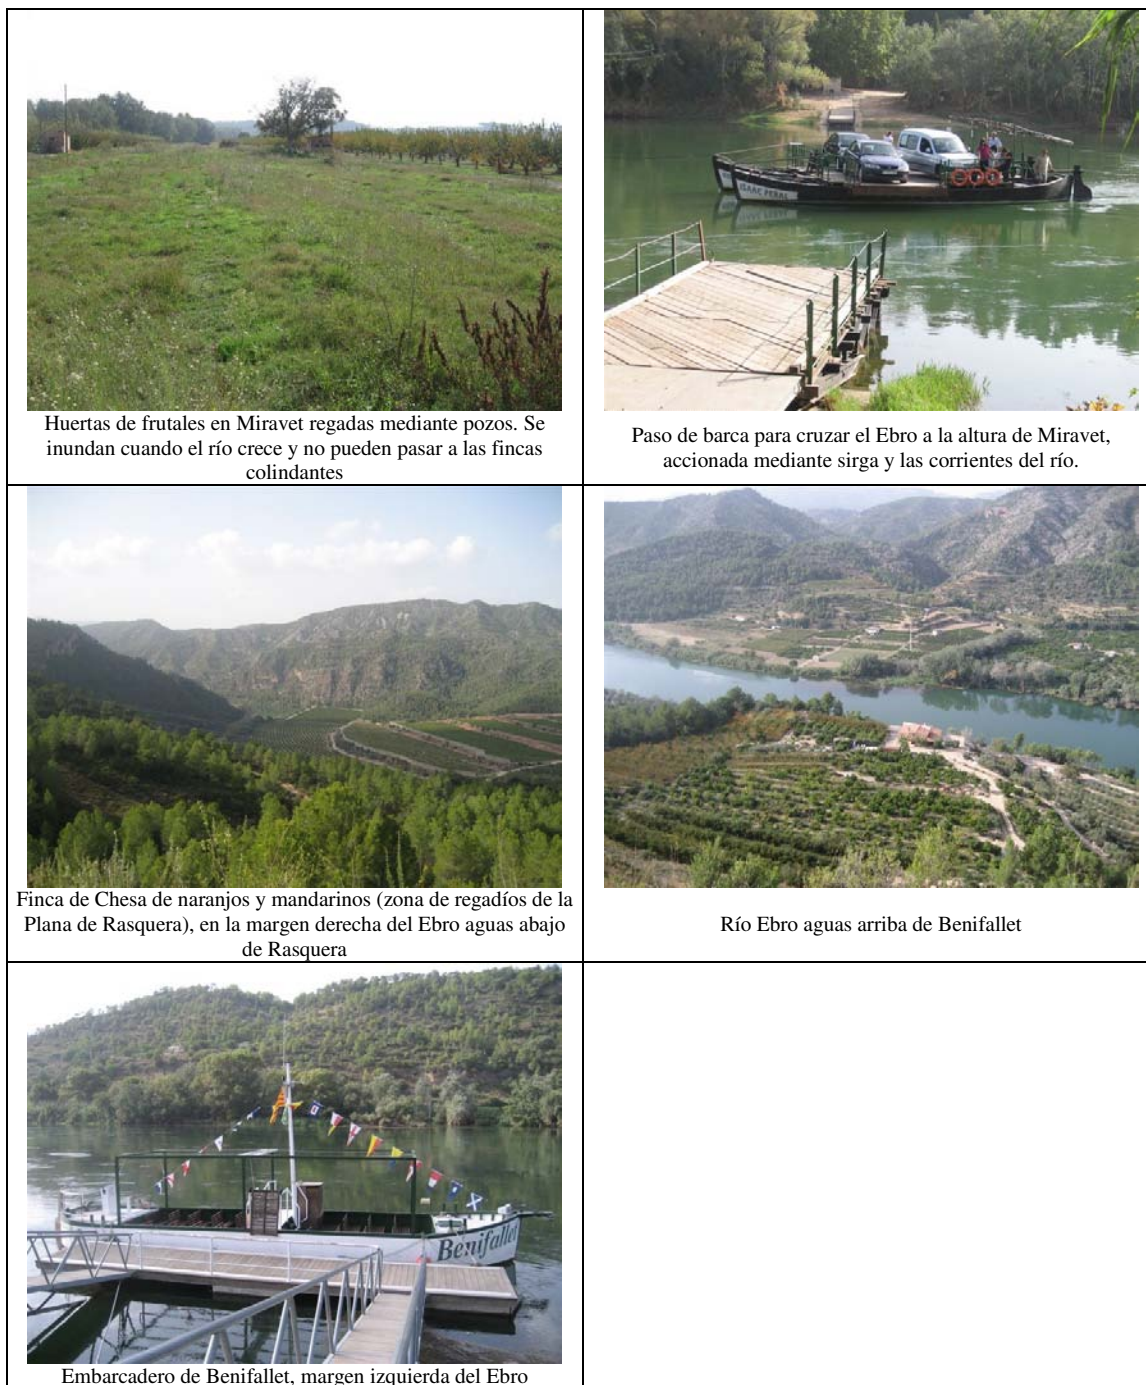 ISAAC PERAL
Huertas de frutales en Miravet regadas mediante pozos. Se
inundan cuando el río crece y no pueden pasar a las fincas
colindantes
Paso de barca para cruzar el Ebro a la altura de Miravet,
accionada mediante sirga y las corrientes del río.
Finca de Chesa de naranjos y mandarinos (zona de regadíos de la
Plana de Rasquera), en la margen derecha del Ebro aguas abajo
de Rasquera
Río Ebro aguas arriba de Benifallet
Benifallet
Embarcadero de Benifallet, margen izquierda del Ebro